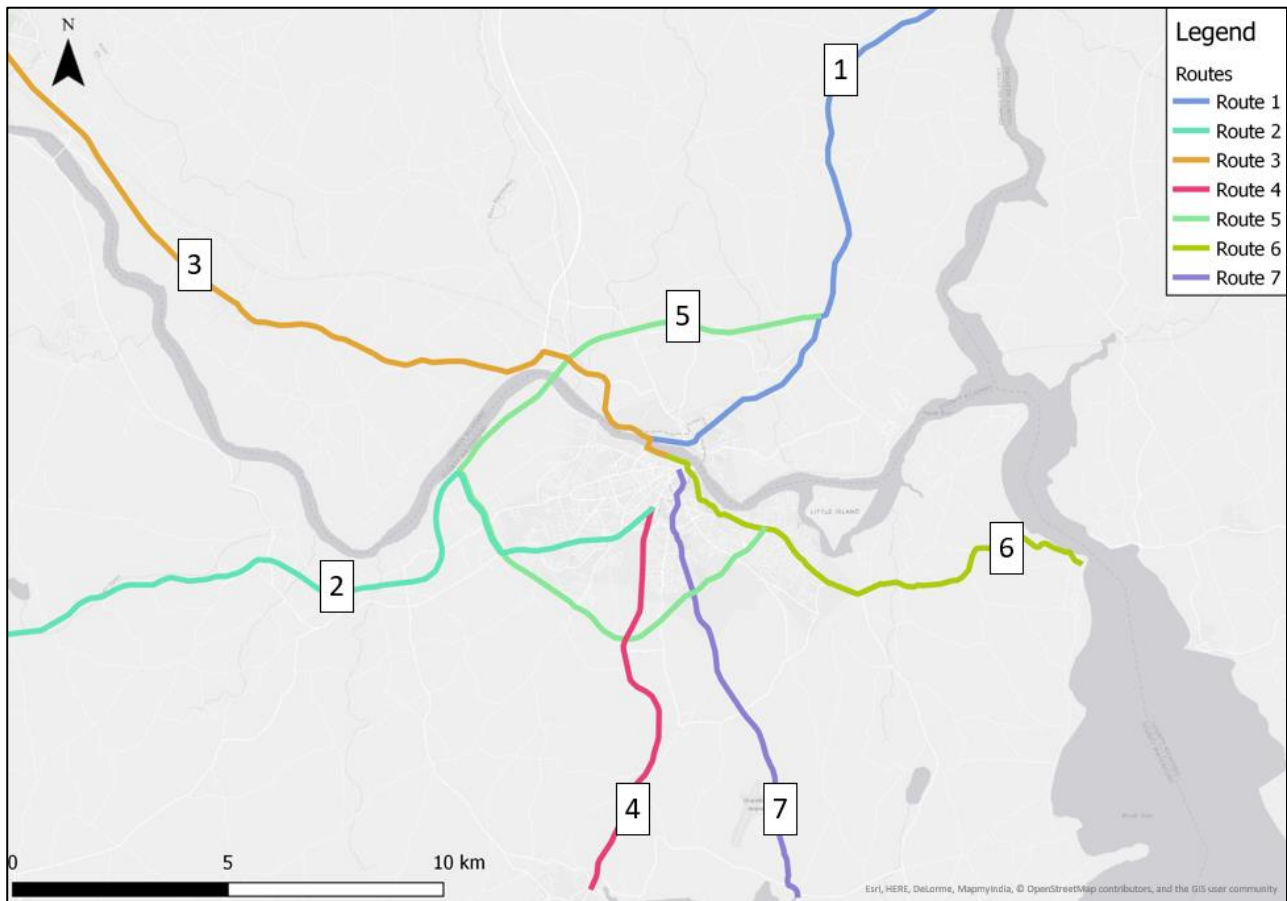 N
Legend
Routes
Route 1
Route 2
Route 3
Route 4
Route 5
Route 6
Route 7
1
3
5
LITTLE ISLAND
6
2
4
7
0 5 10 km
Esri, HERE, DeLorme, MapmyIndia, © OpenStreetMap contributors, and the GIS user community